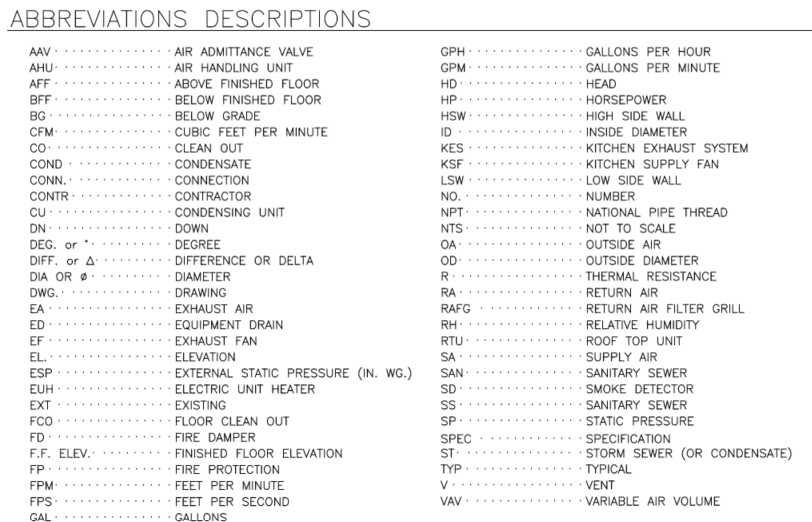 ABBREVIATIONS DESCRIPTIONS
AAV · · · · · · · · · · · · · · · AIR ADMITTANCE VALVE
AHU · · · · · · · · · · · · · · · AIR HANDLING UNIT
AFF · · · · · · · · · · · · · · · ABOVE FINISHED FLOOR
BFF · · · · · · · · · · · · · · · BELOW FINISHED FLOOR
BG · · · · · · · · · · · · · · · BELOW GRADE
CFM · · · · · · · · · · · · · · · CUBIC FEET PER MINUTE
CO · · · · · · · · · · · · · · · CLEAN OUT
COND · · · · · · · · · · · · · CONDENSATE
CONN. · · · · · · · · · · · · · CONNECTION
CONTR · · · · · · · · · · · · · CONTRACTOR
CU · · · · · · · · · · · · · · · CONDENSING UNIT
DN · · · · · · · · · · · · · · · DOWN
DEG. or ° · · · · · · · · · · DEGREE
DIFF. or Δ · · · · · · · · · · DIFFERENCE OR DELTA
DIA OR ø · · · · · · · · · · DIAMETER
DWG. · · · · · · · · · · · · · · DRAWING
EA · · · · · · · · · · · · · · · EXHAUST AIR
ED · · · · · · · · · · · · · · · EQUIPMENT DRAIN
EF · · · · · · · · · · · · · · · EXHAUST FAN
EL. · · · · · · · · · · · · · · · ELEVATION
ESP · · · · · · · · · · · · · · · EXTERNAL STATIC PRESSURE (IN. WG.)
EUH · · · · · · · · · · · · · · · ELECTRIC UNIT HEATER
EXT · · · · · · · · · · · · · · · EXISTING
FCO · · · · · · · · · · · · · · · FLOOR CLEAN OUT
FD · · · · · · · · · · · · · · · FIRE DAMPER
F.F. ELEV. · · · · · · · · · · FINISHED FLOOR ELEVATION
FP · · · · · · · · · · · · · · · FIRE PROTECTION
FPM · · · · · · · · · · · · · · · FEET PER MINUTE
FPS · · · · · · · · · · · · · · · FEET PER SECOND
GAL · · · · · · · · · · · · · · · GALLONS
GPH · · · · · · · · · · · · · · · GALLONS PER HOUR
GPM · · · · · · · · · · · · · · · GALLONS PER MINUTE
HD · · · · · · · · · · · · · · · HEAD
HP · · · · · · · · · · · · · · · HORSEPOWER
HSW · · · · · · · · · · · · · · · HIGH SIDE WALL
ID · · · · · · · · · · · · · · · INSIDE DIAMETER
KES · · · · · · · · · · · · · · · KITCHEN EXHAUST SYSTEM
KSF · · · · · · · · · · · · · · · KITCHEN SUPPLY FAN
LSW · · · · · · · · · · · · · · · LOW SIDE WALL
NO. · · · · · · · · · · · · · · · NUMBER
NPT · · · · · · · · · · · · · · · NATIONAL PIPE THREAD
NTS · · · · · · · · · · · · · · · NOT TO SCALE
OA · · · · · · · · · · · · · · · OUTSIDE AIR
OD · · · · · · · · · · · · · · · OUTSIDE DIAMETER
R · · · · · · · · · · · · · · · THERMAL RESISTANCE
RA · · · · · · · · · · · · · · · RETURN AIR
RAFG · · · · · · · · · · · · · RETURN AIR FILTER GRILL
RH · · · · · · · · · · · · · · · RELATIVE HUMIDITY
RTU · · · · · · · · · · · · · · · ROOF TOP UNIT
SA · · · · · · · · · · · · · · · SUPPLY AIR
SAN · · · · · · · · · · · · · · · SANITARY SEWER
SD · · · · · · · · · · · · · · · SMOKE DETECTOR
SS · · · · · · · · · · · · · · · SANITARY SEWER
SP · · · · · · · · · · · · · · · STATIC PRESSURE
SPEC · · · · · · · · · · · · · SPECIFICATION
ST · · · · · · · · · · · · · · · STORM SEWER (OR CONDENSATE)
TYP · · · · · · · · · · · · · · · TYPICAL
V · · · · · · · · · · · · · · · VENT
VAV · · · · · · · · · · · · · · · VARIABLE AIR VOLUME